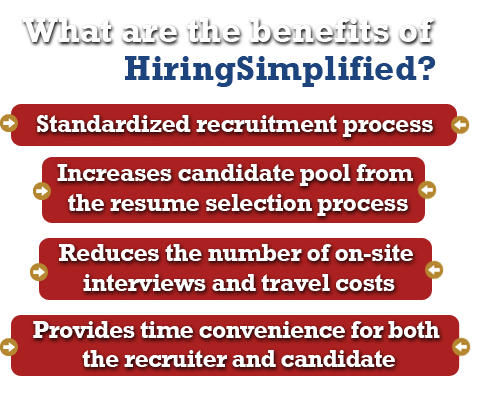 What are the benefits of
HiringSimplified?
Standardized recruitment process
Increases candidate pool from
the resume selection process
Reduces the number of on-site
interviews and travel costs
Provides time convenience for both
the recruiter and candidate